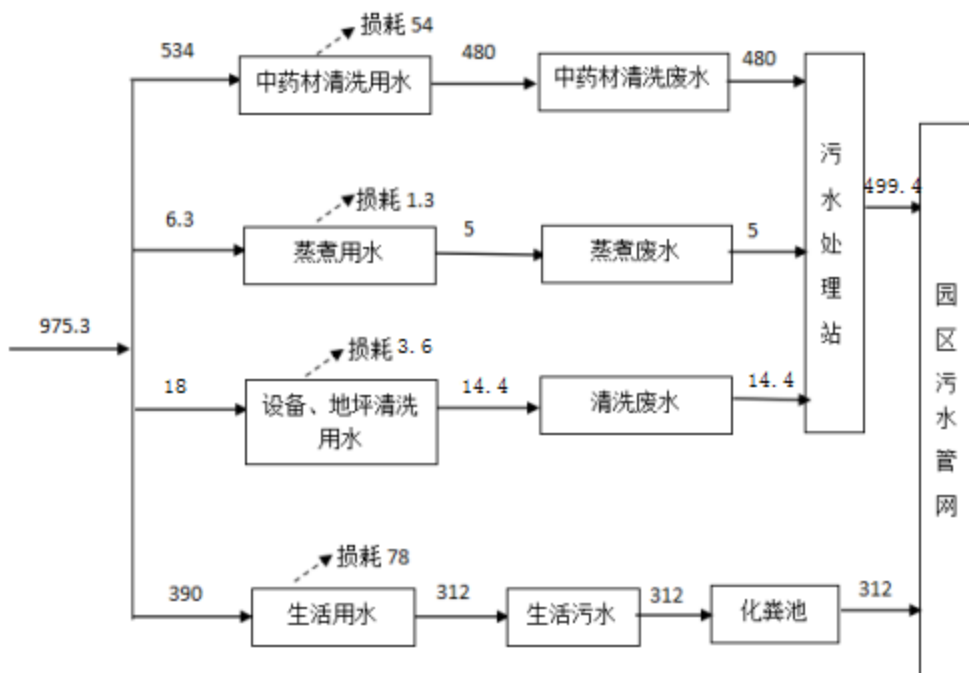 损耗 54
534
中药材清洗用水
480
中药材清洗废水
480
损耗 1.3
6.3
蒸煮用水
5
蒸煮废水
5
975.3
损耗 3.6
18
设备、地坪清洗
用水
14.4
清洗废水
14.4
污水处理站
499.4
损耗 78
390
生活用水
312
生活污水
312
化粪池
312
园区污水管网